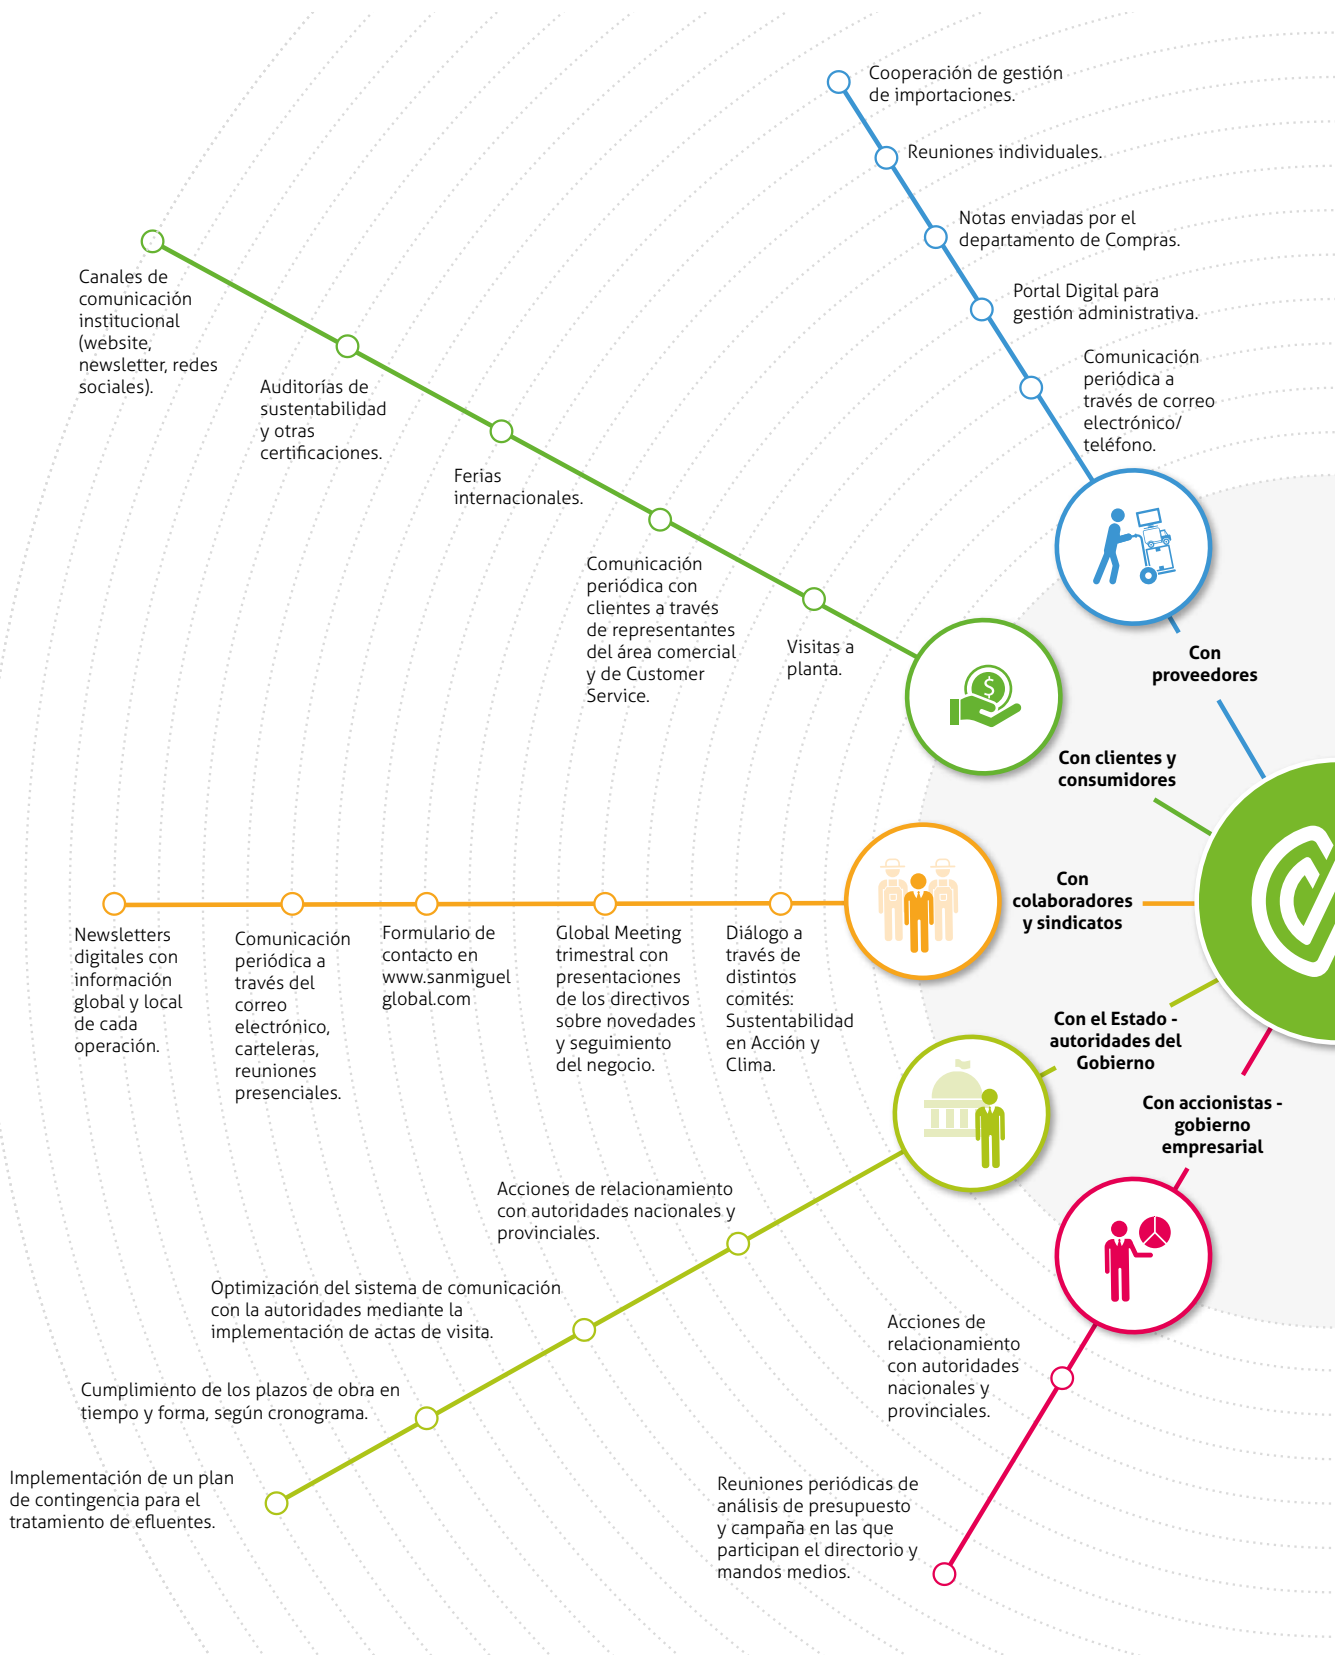 Cooperación de gestión
de importaciones.
Reuniones individuales.
Notas enviadas por el
departamento de Compras.
Portal Digital para
gestión administrativa.
Comunicación
periódica a
través de correo
electrónico/
teléfono.
Con
proveedores
Canales de
comunicación
institucional
(website,
newsletter, redes
sociales).
Auditorías de
sustentabilidad
y otras
certificaciones.
Ferias
internacionales.
Comunicación
periódica con
clientes a través
de representantes
del área comercial
y de Customer
Service.
Visitas a
planta.
$
Con clientes y
consumidores
Newsletters
digitales con
información
global y local
de cada
operación.
Comunicación
periódica a
través del
correo
electrónico,
carteleras,
reuniones
presenciales.
Formulario de
contacto en
www.sanmiguel
global.com
Global Meeting
trimestral con
presentaciones
de los directivos
sobre novedades
y seguimiento
del negocio.
Diálogo a
través de
distintos
comités:
Sustentabilidad
en Acción y
Clima.
Con
colaboradores
y sindicatos
Con el Estado -
autoridades del
Gobierno
Acciones de relacionamiento
con autoridades nacionales y
provinciales.
Optimización del sistema de comunicación
con la autoridades mediante la
implementación de actas de visita.
Cumplimiento de los plazos de obra en
tiempo y forma, según cronograma.
Implementación de un plan
de contingencia para el
tratamiento de efluentes.
Con accionistas -
gobierno
empresarial
Acciones de
relacionamiento
con autoridades
nacionales y
provinciales.
Reuniones periódicas de
análisis de presupuesto
y campaña en las que
participan el directorio y
mandos medios.